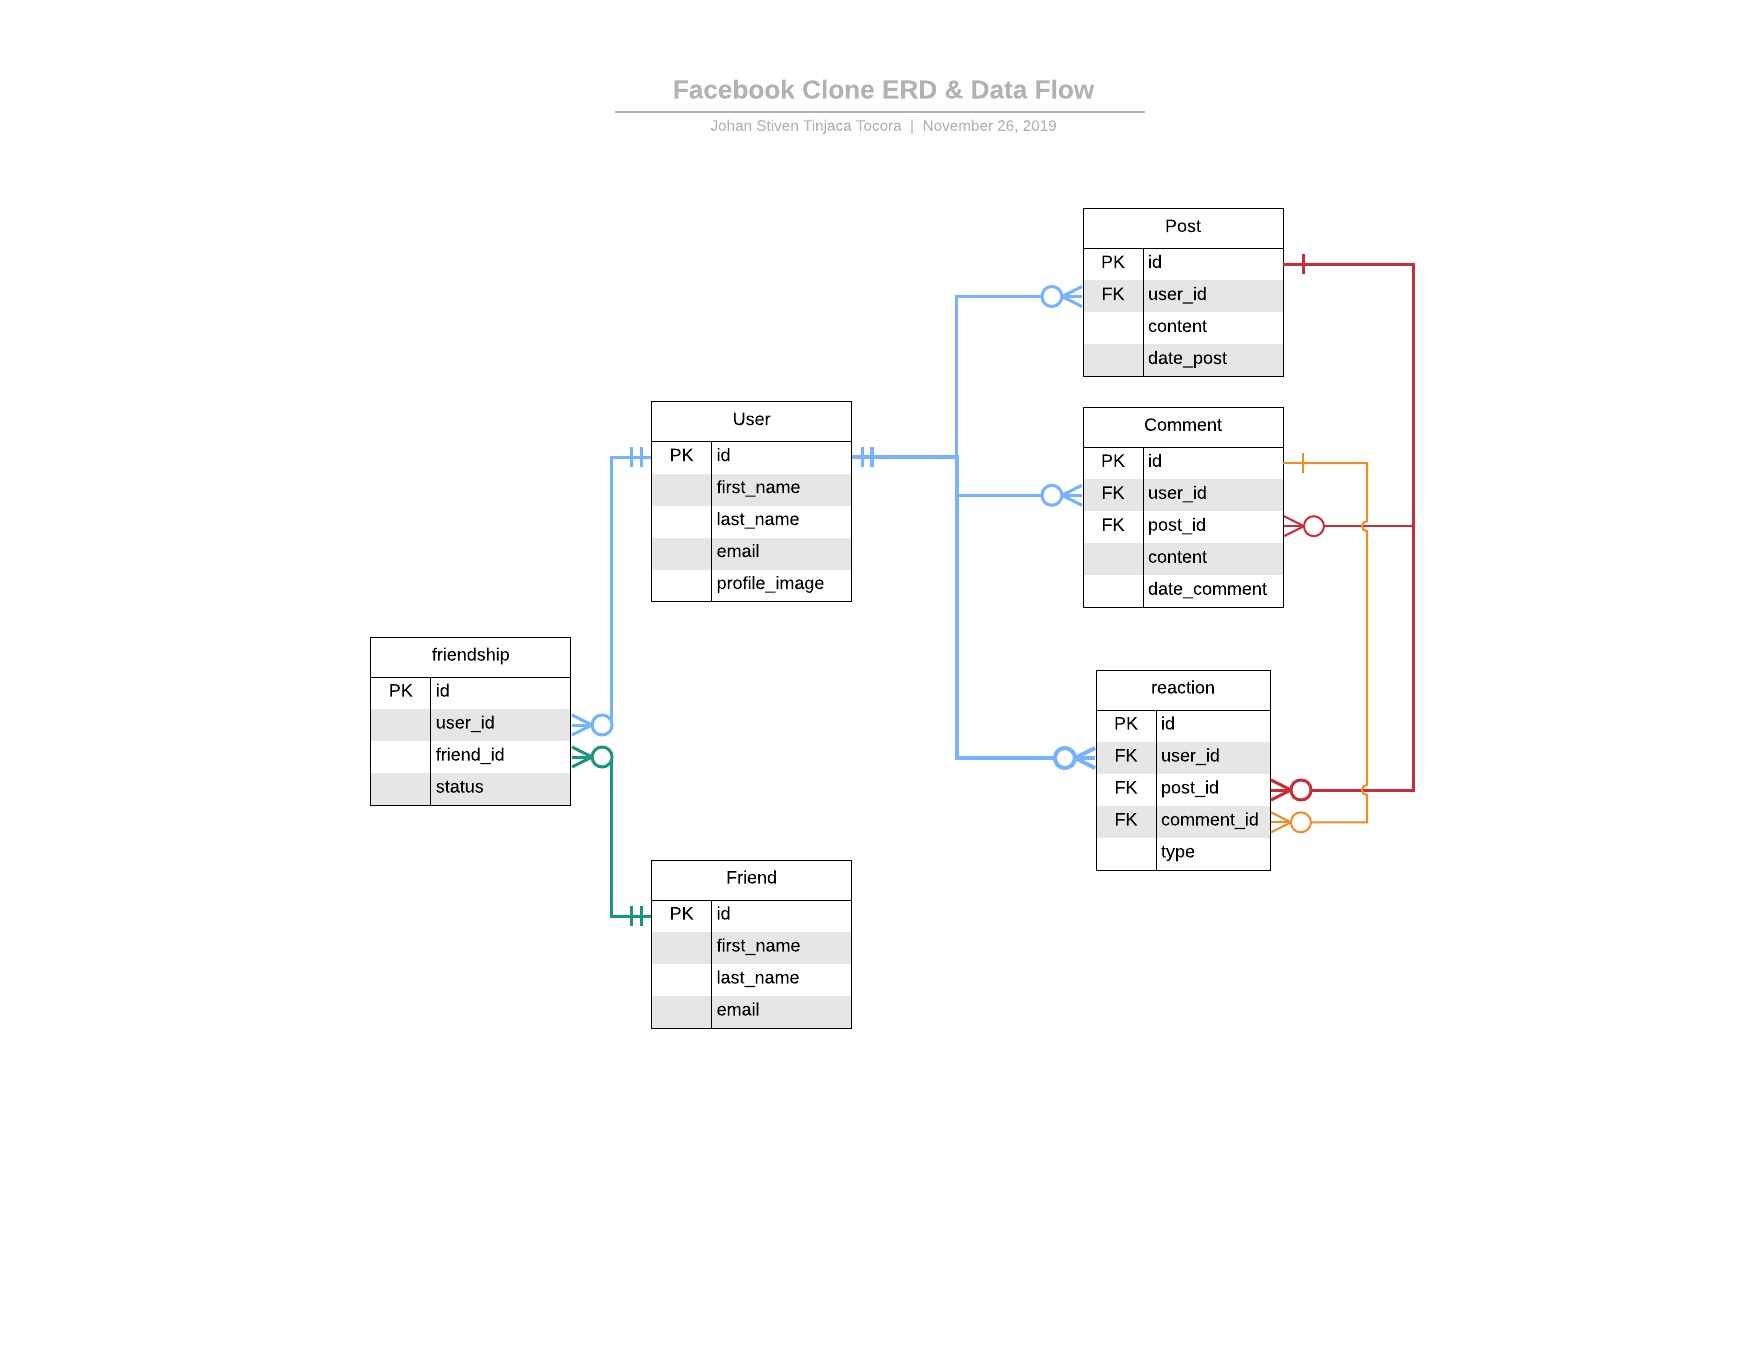 Facebook Clone ERD & Data Flow
Johan Stiven Tinjaca Tocora | November 26, 2019
Post
PK id
FK user_id
content
date_post
User
PK id
first_name
last_name
email
profile_image
Comment
PK id
FK user_id
FK post_id
content
date_comment
friendship
PK id
user_id
friend_id
status
reaction
PK id
FK user_id
FK post_id
FK comment_id
type
Friend
PK id
first_name
last_name
email